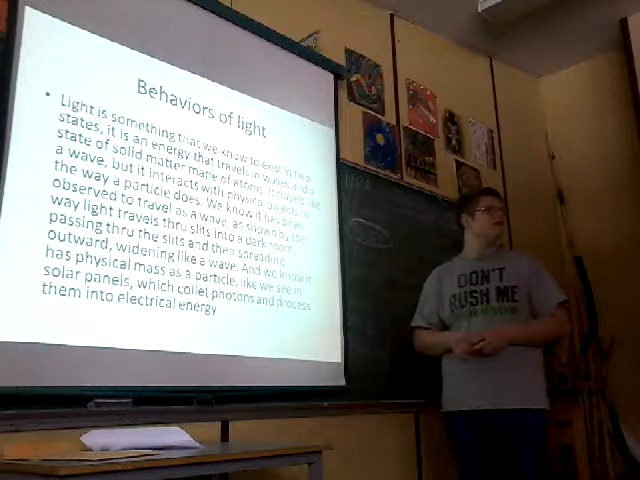 Behaviors of light
• Light is something that we know to exist in two
states, it is an energy that travels in waves and a
state of solid matter made of atoms. It travels like
a wave, but it interacts with physical objects in
the way a particle does. We know it has been
observed to travel as a wave, as shown by the
way light travels thru slits into a dark room,
passing thru the slits and then spreading
outward, widening like a wave. And we know it
has physical mass as a particle, like we see in
solar panels, which collet photons and process
them into electrical energy
DON'T
RUSH ME